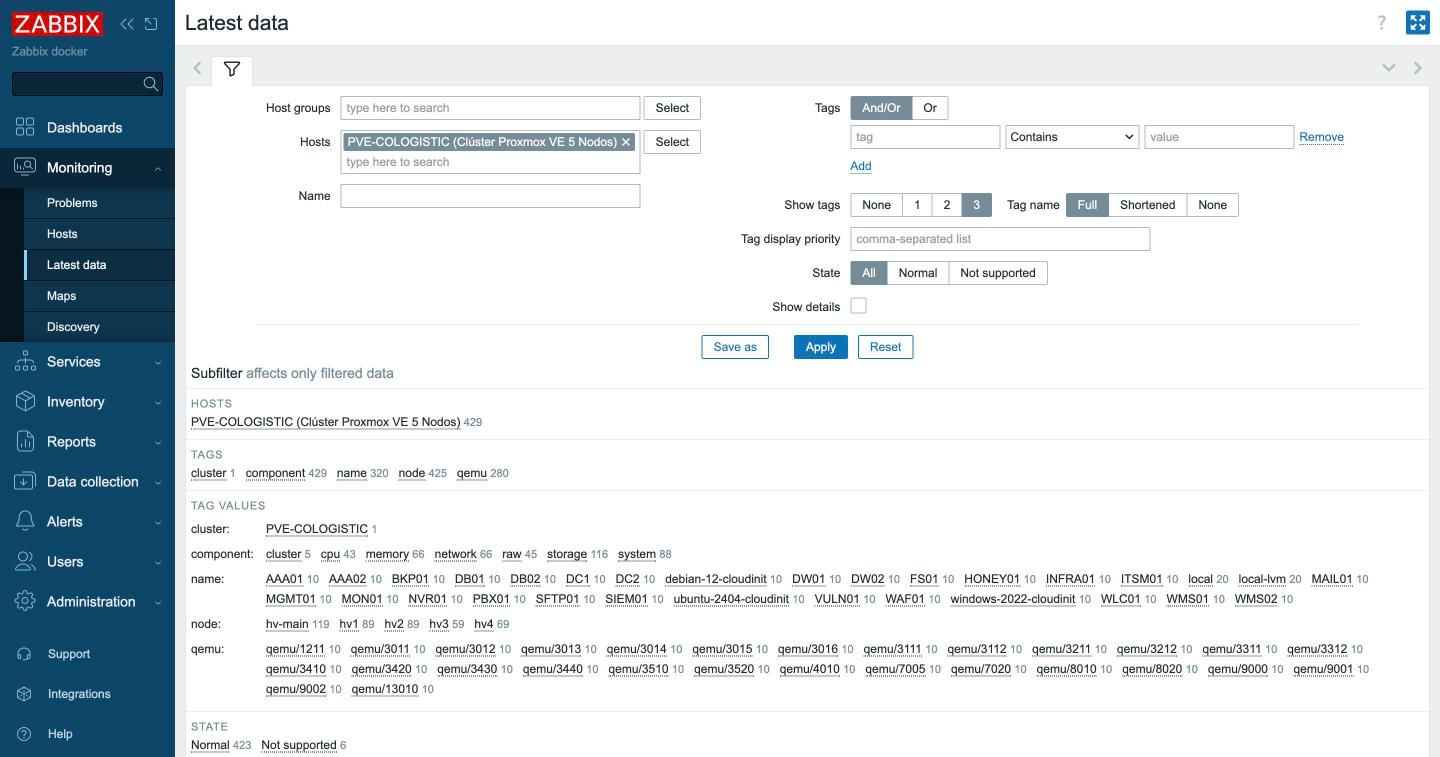 ZABBIX
Zabbix docker
Dashboards
Monitoring
Problems
Hosts
Latest data
Maps
Discovery
Services
Inventory
Reports
Data collection
Alerts
Users
Administration
Support
Integrations
Help
Latest data
?
Host groups type here to search Select
Hosts PVE-COLOGISTIC (Clúster Proxmox VE 5 Nodos) Select
type here to search
Name
Tags And/Or Or
tag Contains value Remove
Add
Show tags None 1 2 3 Tag name Full Shortened None
Tag display priority comma-separated list
State All Normal Not supported
Show details
Save as Apply Reset
Subfilter affects only filtered data
HOSTS
PVE-COLOGISTIC (Clúster Proxmox VE 5 Nodos) 429
TAGS
cluster 1 component 429 name 320 node 425 qemu 280
TAG VALUES
cluster: PVE-COLOGISTIC 1
component: cluster 5 cpu 43 memory 66 network 66 raw 45 storage 116 system 88
name: AAA01 10 AAA02 10 BKP01 10 DB01 10 DB02 10 DC1 10 DC2 10 debian-12-cloudinit 10 DW01 10 DW02 10 FS01 10 HONEY01 10 INFRA01 10 ITSM01 10 local 20 local-lvm 20 MAIL01 10
MGMT01 10 MON01 10 NVR01 10 PBX01 10 SFTP01 10 SIEM01 10 ubuntu-2404-cloudinit 10 VULN01 10 WAF01 10 windows-2022-cloudinit 10 WLC01 10 WMS01 10 WMS02 10
node: hv-main 119 hv1 89 hv2 89 hv3 59 hv4 69
qemu: qemu/1211 10 qemu/3011 10 qemu/3012 10 qemu/3013 10 qemu/3014 10 qemu/3015 10 qemu/3016 10 qemu/3111 10 qemu/3112 10 qemu/3211 10 qemu/3212 10 qemu/3311 10 qemu/3312 10
qemu/3410 10 qemu/3420 10 qemu/3430 10 qemu/3440 10 qemu/3510 10 qemu/3520 10 qemu/4010 10 qemu/7005 10 qemu/7020 10 qemu/8010 10 qemu/8020 10 qemu/9000 10 qemu/9001 10
qemu/9002 10 qemu/13010 10
STATE
Normal 423 Not supported 6